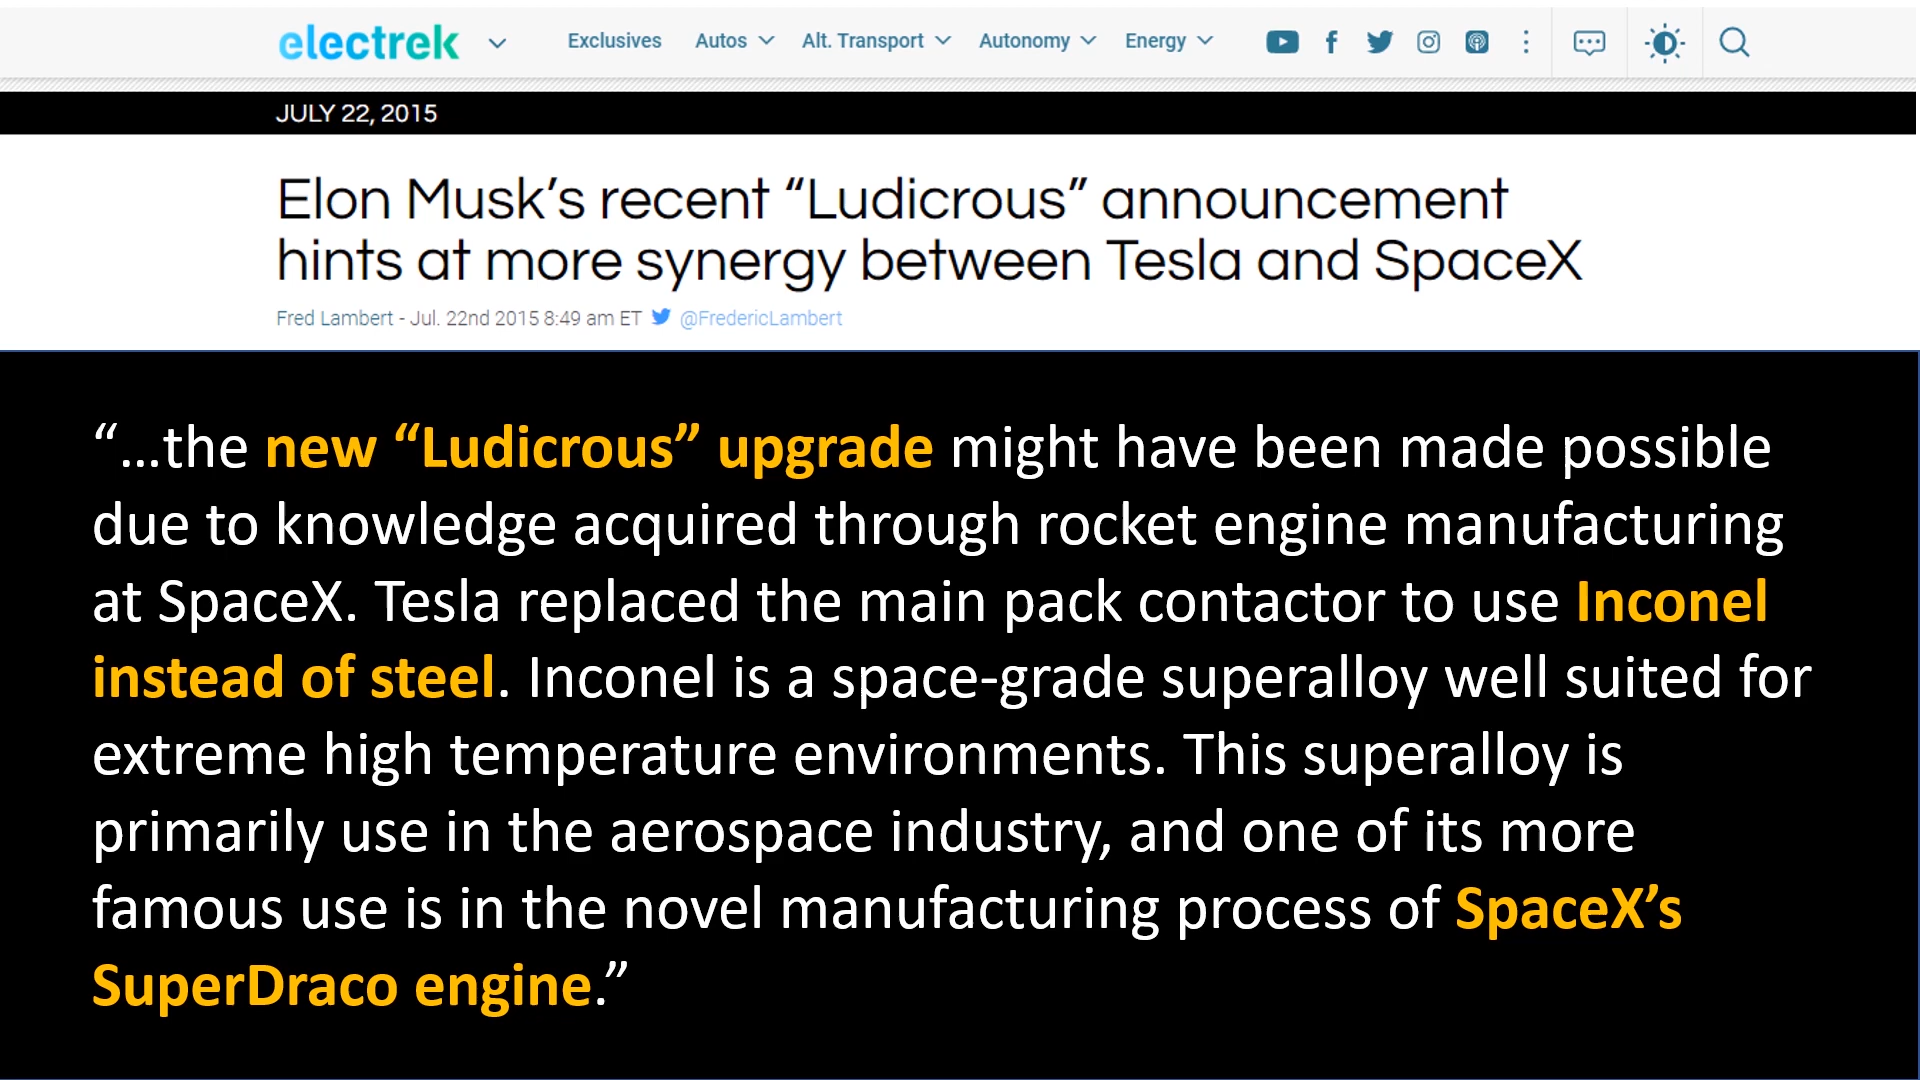 electrek Exclusives Autos Alt. Transport Autonomy Energy
JULY 22, 2015
Elon Musk’s recent “Ludicrous” announcement
hints at more synergy between Tesla and SpaceX
Fred Lambert - Jul. 22nd 2015 8:49 am ET @FredericLambert
“…the new “Ludicrous” upgrade might have been made possible
due to knowledge acquired through rocket engine manufacturing
at SpaceX. Tesla replaced the main pack contactor to use Inconel
instead of steel. Inconel is a space-grade superalloy well suited for
extreme high temperature environments. This superalloy is
primarily use in the aerospace industry, and one of its more
famous use is in the novel manufacturing process of SpaceX’s
SuperDraco engine.”